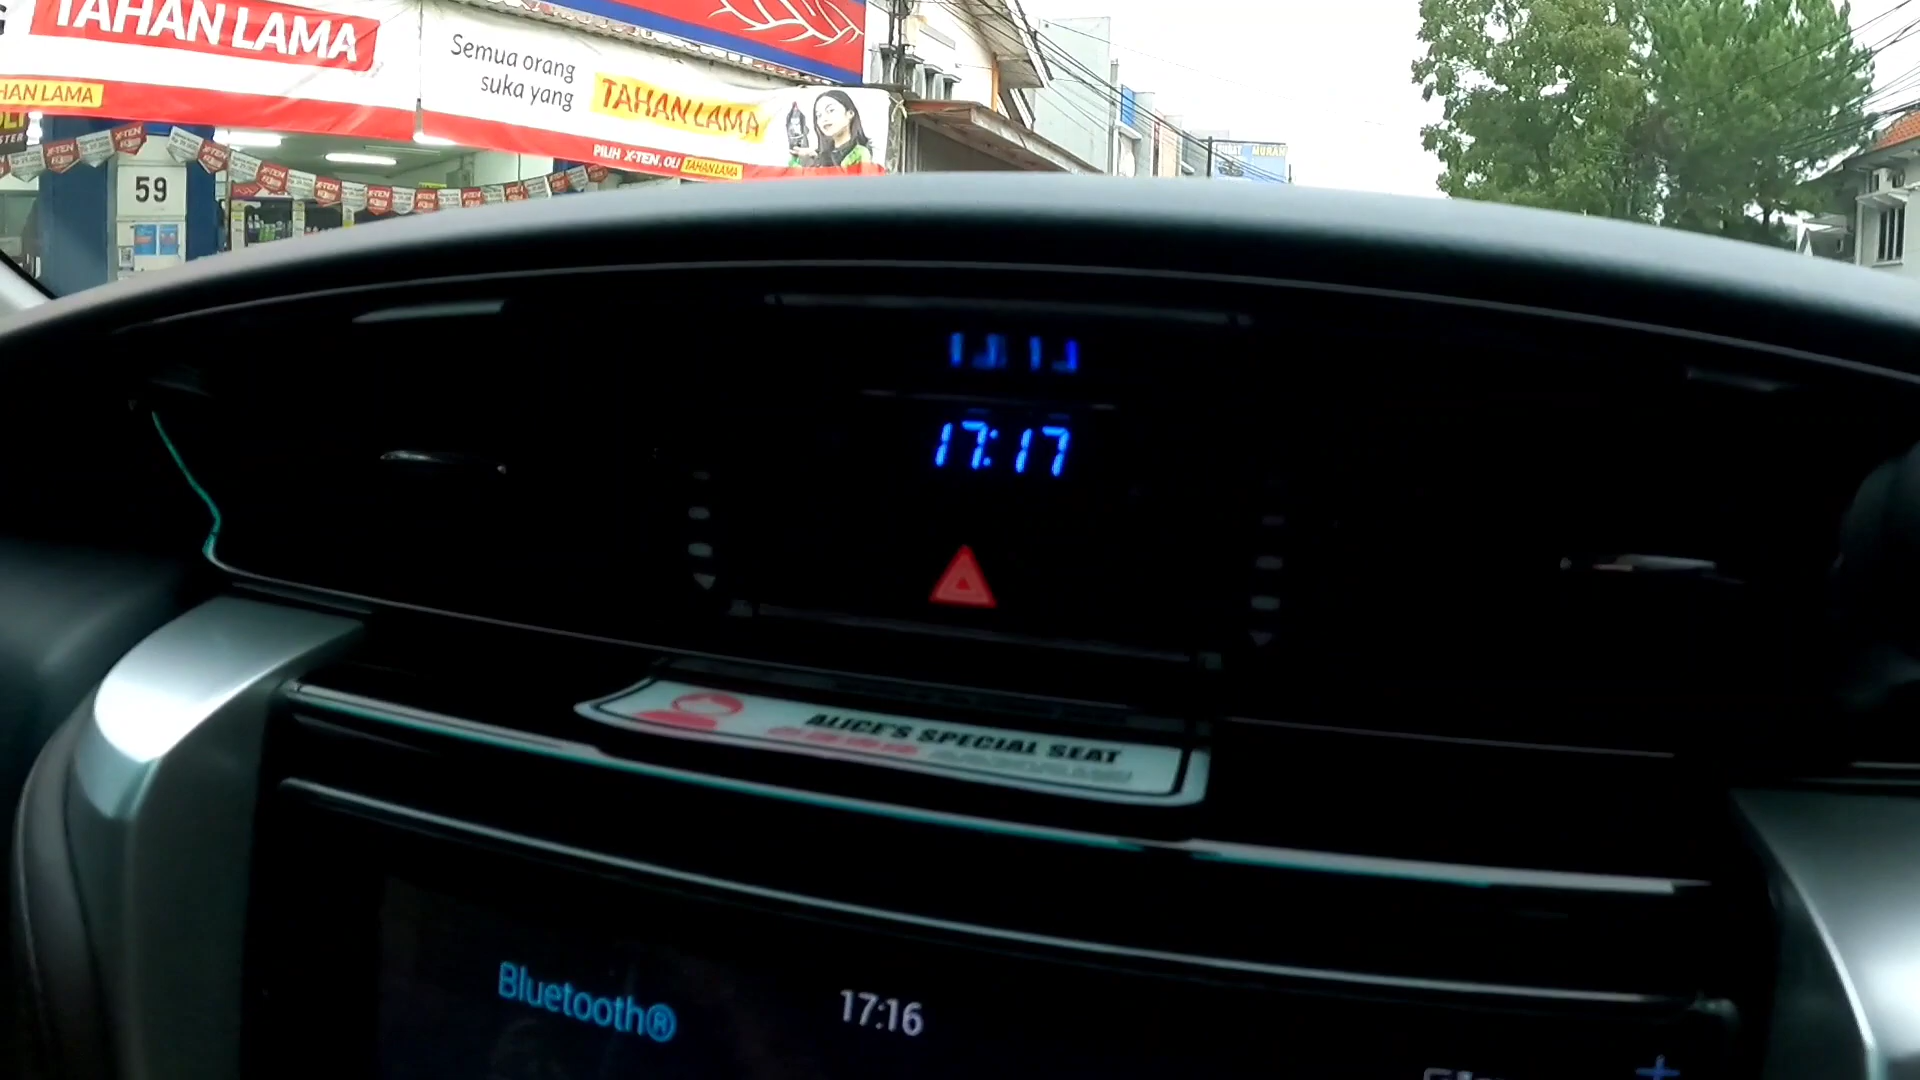 TAHAN LAMA
Semua orang
suka yang
TAHAN LAMA
PILIH X-TEN, OLI TAHAN LAMA
HAN LAMA
X-TEN
59
17:17
ALICE'S SPECIAL SEAT
Bluetooth®
17:16